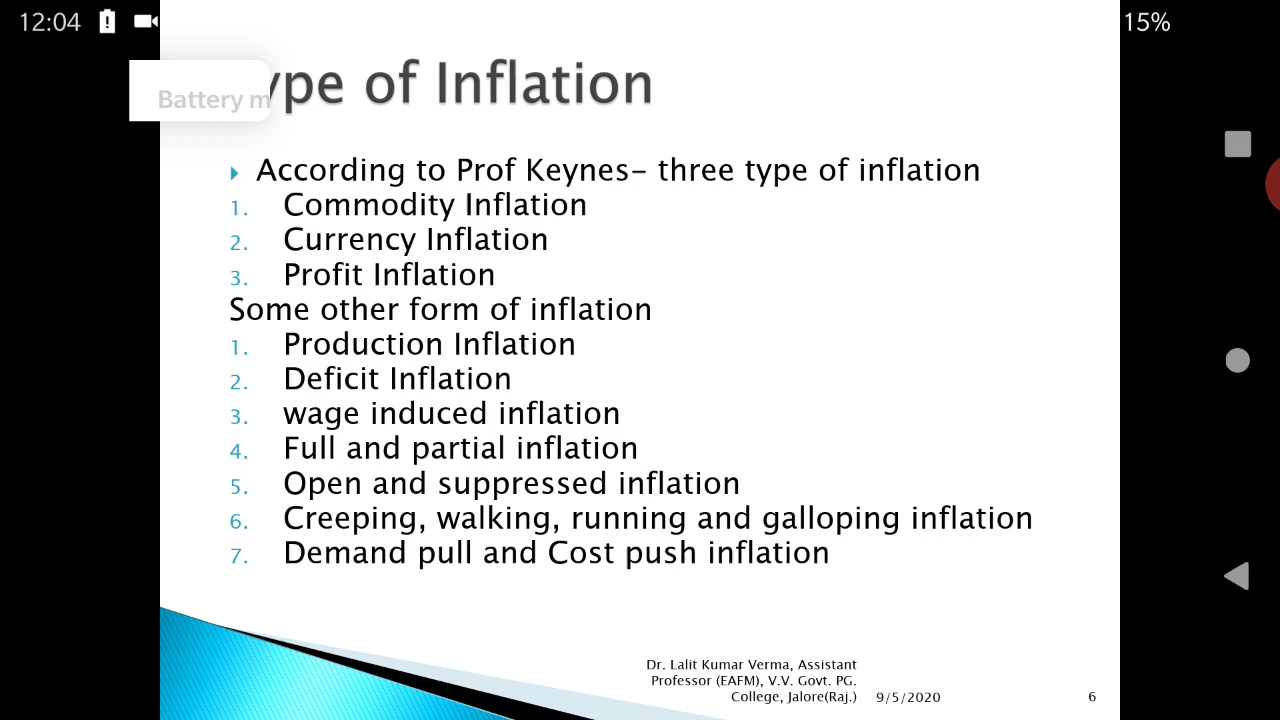 12:04
15%
Battery m
ype of Inflation
According to Prof Keynes- three type of inflation
1. Commodity Inflation
2. Currency Inflation
3. Profit Inflation
Some other form of inflation
1. Production Inflation
2. Deficit Inflation
3. wage induced inflation
4. Full and partial inflation
5. Open and suppressed inflation
6. Creeping, walking, running and galloping inflation
7. Demand pull and Cost push inflation
Dr. Lalit Kumar Verma, Assistant
Professor (EAFM), V.V. Govt. PG.
College, Jalore(Raj.) 9/5/2020 6